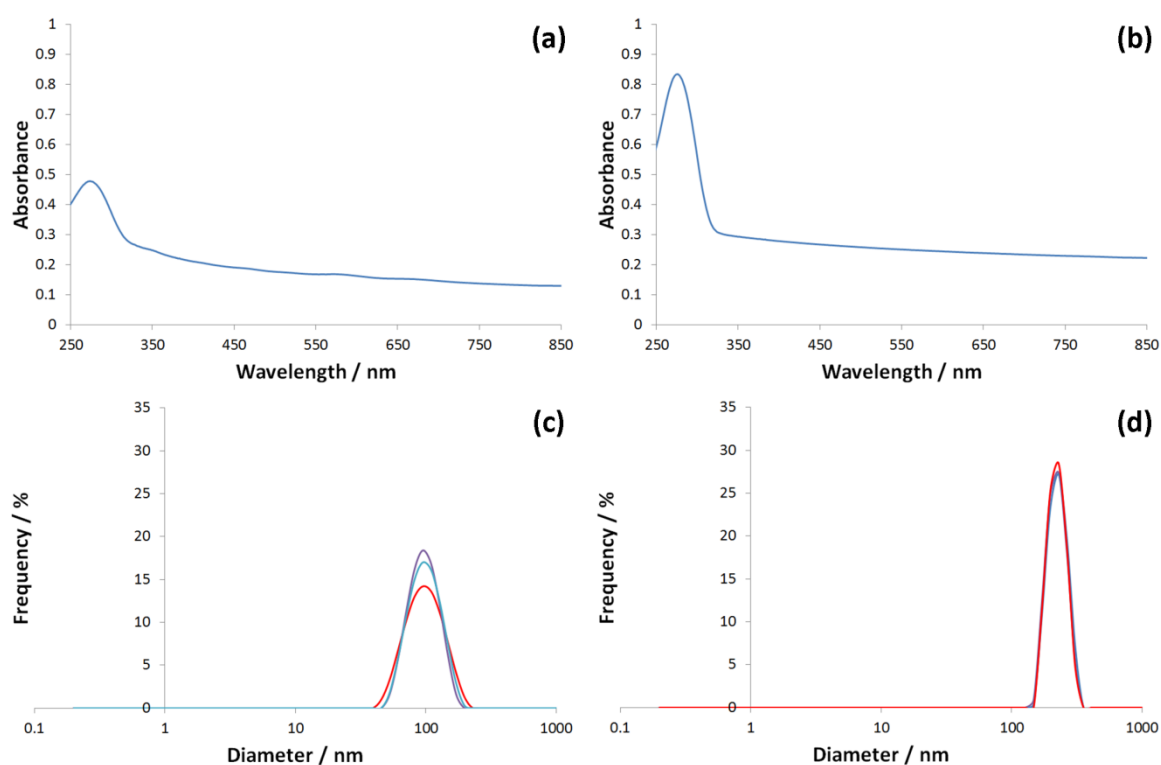 (a)
1
0.9
0.8
0.7
0.6
0.5
0.4
0.3
0.2
0.1
0
Absorbance
250 350 450 550 650 750 850
Wavelength / nm
(b)
1
0.9
0.8
0.7
0.6
0.5
0.4
0.3
0.2
0.1
0
Absorbance
250 350 450 550 650 750 850
Wavelength / nm
(c)
35
30
25
20
15
10
5
0
Frequency / %
0.1 1 10 100 1000
Diameter / nm
(d)
35
30
25
20
15
10
5
0
Frequency / %
0.1 1 10 100 1000
Diameter / nm